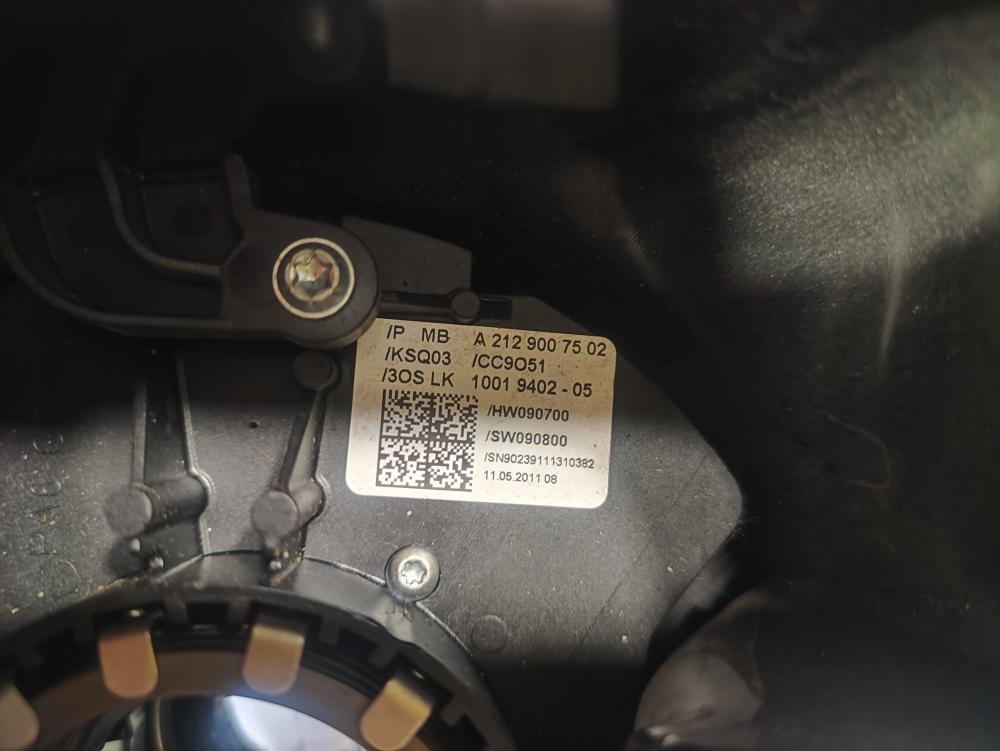 /P MB A 212 900 75 02
/KSQ03 /CC9O51
/3OS LK 1001 9402 - 05
/HW090700
/SW090800
/SN90239111310382
11.05.2011 08